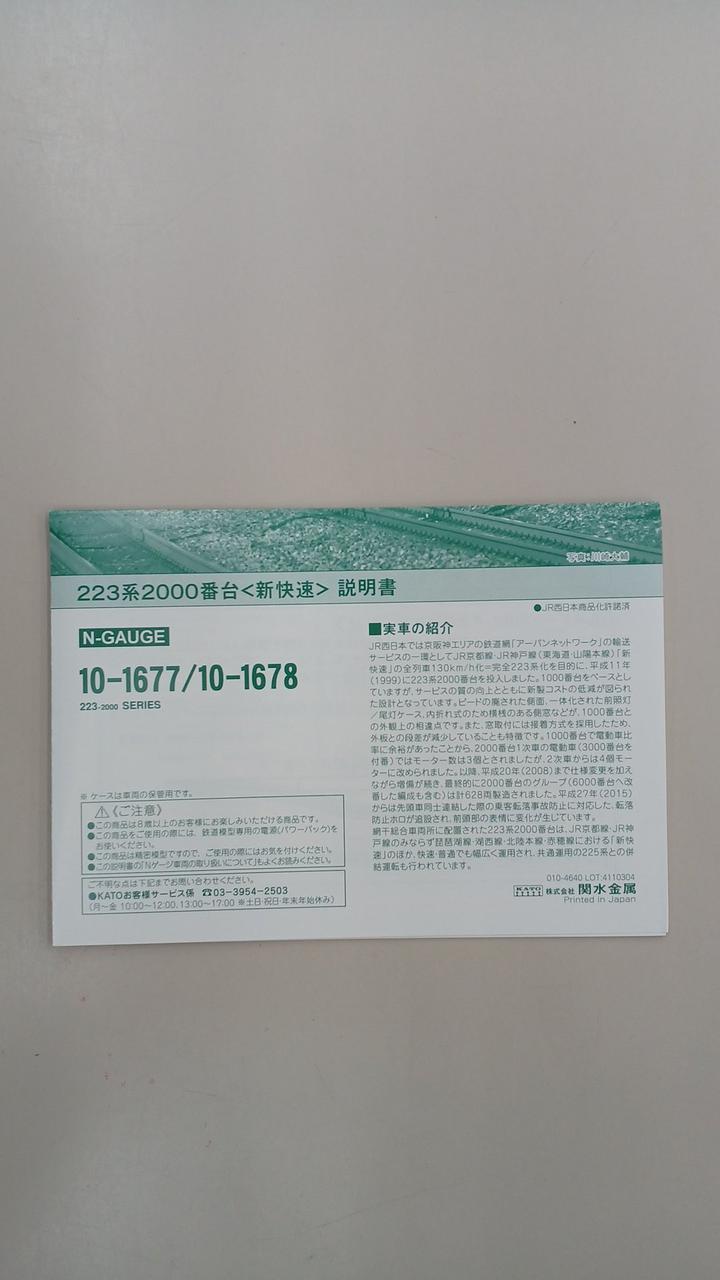 写真・川崎大輔
223系2000番台<新快速> 説明書
●JR西日本商品化許諾済
N-GAUGE
10-1677/10-1678
223-2000 SERIES
※ ケースは車両の保管用です。
⚠《ご注意》
●この商品は8歳以上のお客様にお楽しみいただける商品です。
●この商品をご使用の際には、鉄道模型専用の電源(パワーパック)を
お使いください。
●この商品は精密模型ですので、ご使用の際にはお気を付けください。
●この説明書の「Nゲージ車両の取り扱いについて」もよくお読みください。
ご不明な点は下記までお問い合わせください。
●KATOお客様サービス係 ☎03-3954-2503
(月〜金 10:00〜12:00、13:00〜17:00 ※土日・祝日・年末年始休み)
■実車の紹介
JR西日本では京阪神エリアの鉄道網「アーバンネットワーク」の輸送
サービスの一環としてJR京都線・JR神戸線(東海道・山陽本線)「新
快速」の全列車130km/h化=完全223系化を目的に、平成11年
(1999)に223系2000番台を投入しました。1000番台をベースとし
ていますが、サービスの質の向上とともに新製コストの低減が図られ
た設計となっています。ビードの廃された側面、一体化された前照灯
/尾灯ケース、内折れ式のため横桟のある側窓などが、1000番台と
の外観上の相違点です。また、窓取付には接着方式を採用したため、
外板との段差が減少していることも特徴です。1000番台で電動車比
率に余裕があったことから、2000番台1次車の電動車(3000番台を
付番)ではモーター数は3個とされましたが、2次車からは4個モー
ターに改められました。以降、平成20年(2008)まで仕様変更を加え
ながら増備が続き、最終的に2000番台のグループ(6000番台へ改
番した編成も含む)は計628両製造されました。平成27年(2015)
からは先頭車同士連結した際の乗客転落事故防止に対応した、転落
防止ホロが追設され、前頭部の表情に変化が生じています。
網干総合車両所に配置された223系2000番台は、JR京都線・JR神
戸線のみならず琵琶湖線・湖西線・北陸本線・赤穂線における「新快
速」のほか、快速・普通でも幅広く運用され、共通運用の225系との併
結運転も行われています。
010-4640 LOT:4110304
KATO 株式会社 関水金属
Printed in Japan